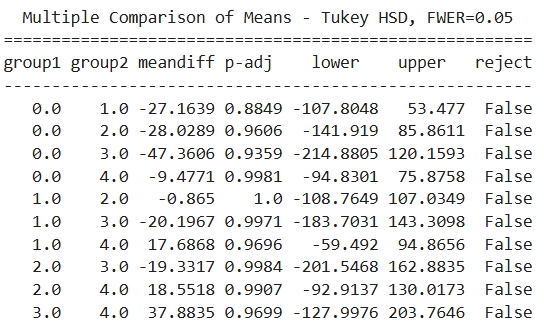 Multiple Comparison of Means - Tukey HSD, FWER=0.05
=====================================================
group1 group2 meandiff p-adj lower upper reject
-----------------------------------------------------
0.0 1.0 -27.1639 0.8849 -107.8048 53.477 False
0.0 2.0 -28.0289 0.9606 -141.919 85.8611 False
0.0 3.0 -47.3606 0.9359 -214.8805 120.1593 False
0.0 4.0 -9.4771 0.9981 -94.8301 75.8758 False
1.0 2.0 -0.865 1.0 -108.7649 107.0349 False
1.0 3.0 -20.1967 0.9971 -183.7031 143.3098 False
1.0 4.0 17.6868 0.9696 -59.492 94.8656 False
2.0 3.0 -19.3317 0.9984 -201.5468 162.8835 False
2.0 4.0 18.5518 0.9907 -92.9137 130.0173 False
3.0 4.0 37.8835 0.9699 -127.9976 203.7646 False